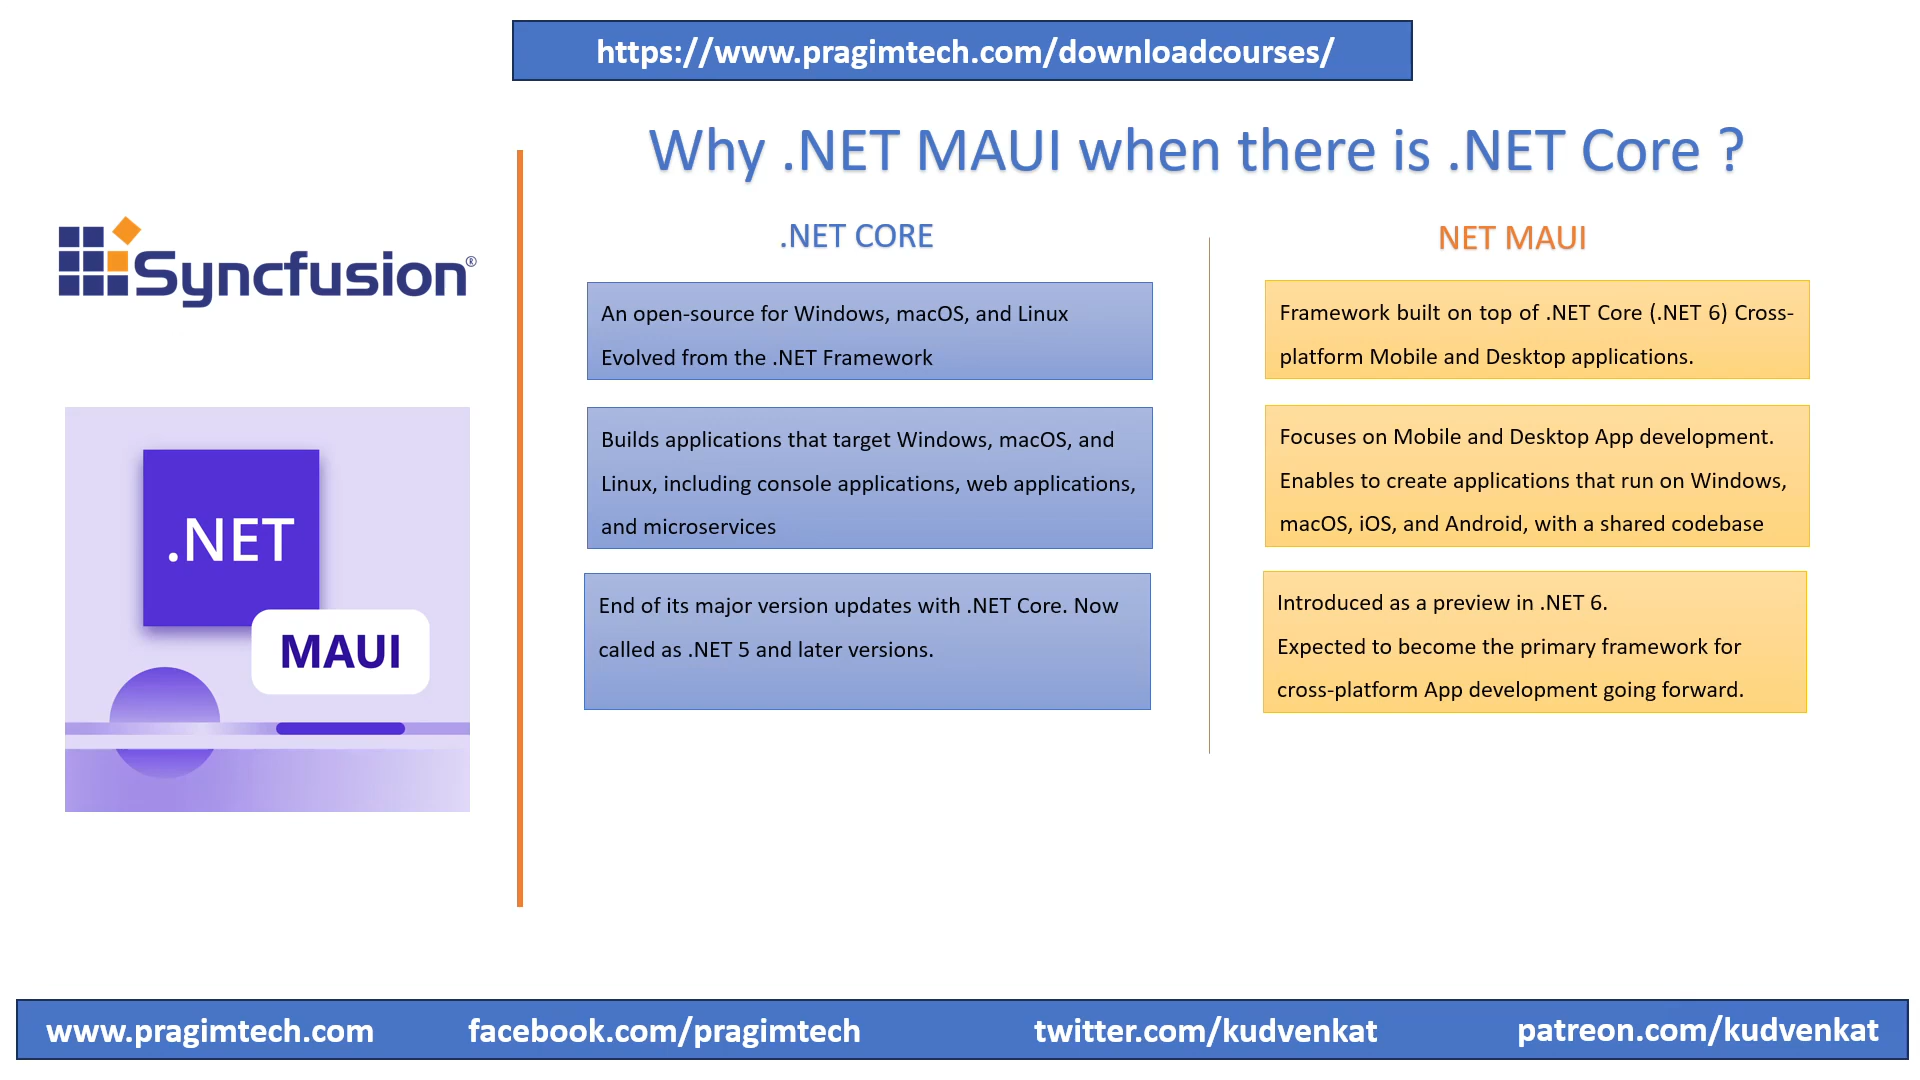 https://www.pragimtech.com/downloadcourses/
Why .NET MAUI when there is .NET Core ?
Syncfusion®
.NET
MAUI
.NET CORE
An open-source for Windows, macOS, and Linux
Evolved from the .NET Framework
Builds applications that target Windows, macOS, and
Linux, including console applications, web applications,
and microservices
End of its major version updates with .NET Core. Now
called as .NET 5 and later versions.
NET MAUI
Framework built on top of .NET Core (.NET 6) Cross-
platform Mobile and Desktop applications.
Focuses on Mobile and Desktop App development.
Enables to create applications that run on Windows,
macOS, iOS, and Android, with a shared codebase
Introduced as a preview in .NET 6.
Expected to become the primary framework for
cross-platform App development going forward.
www.pragimtech.com
facebook.com/pragimtech
twitter.com/kudvenkat
patreon.com/kudvenkat